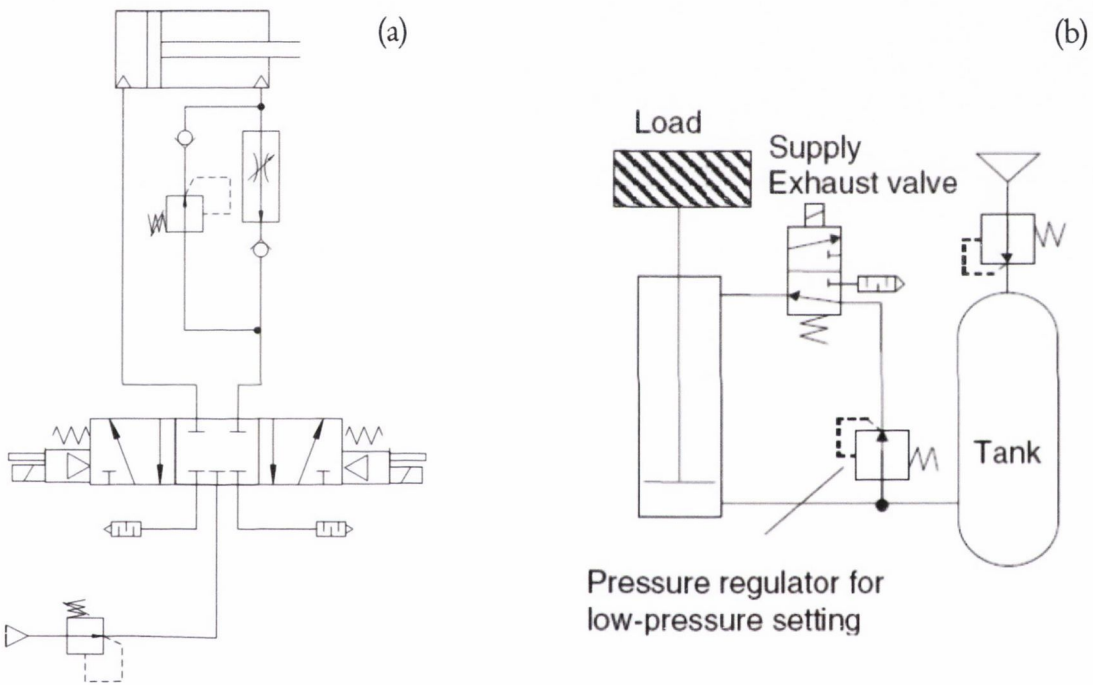 (a)
(b)
Load
Supply
Exhaust valve
Tank
Pressure regulator for
low-pressure setting